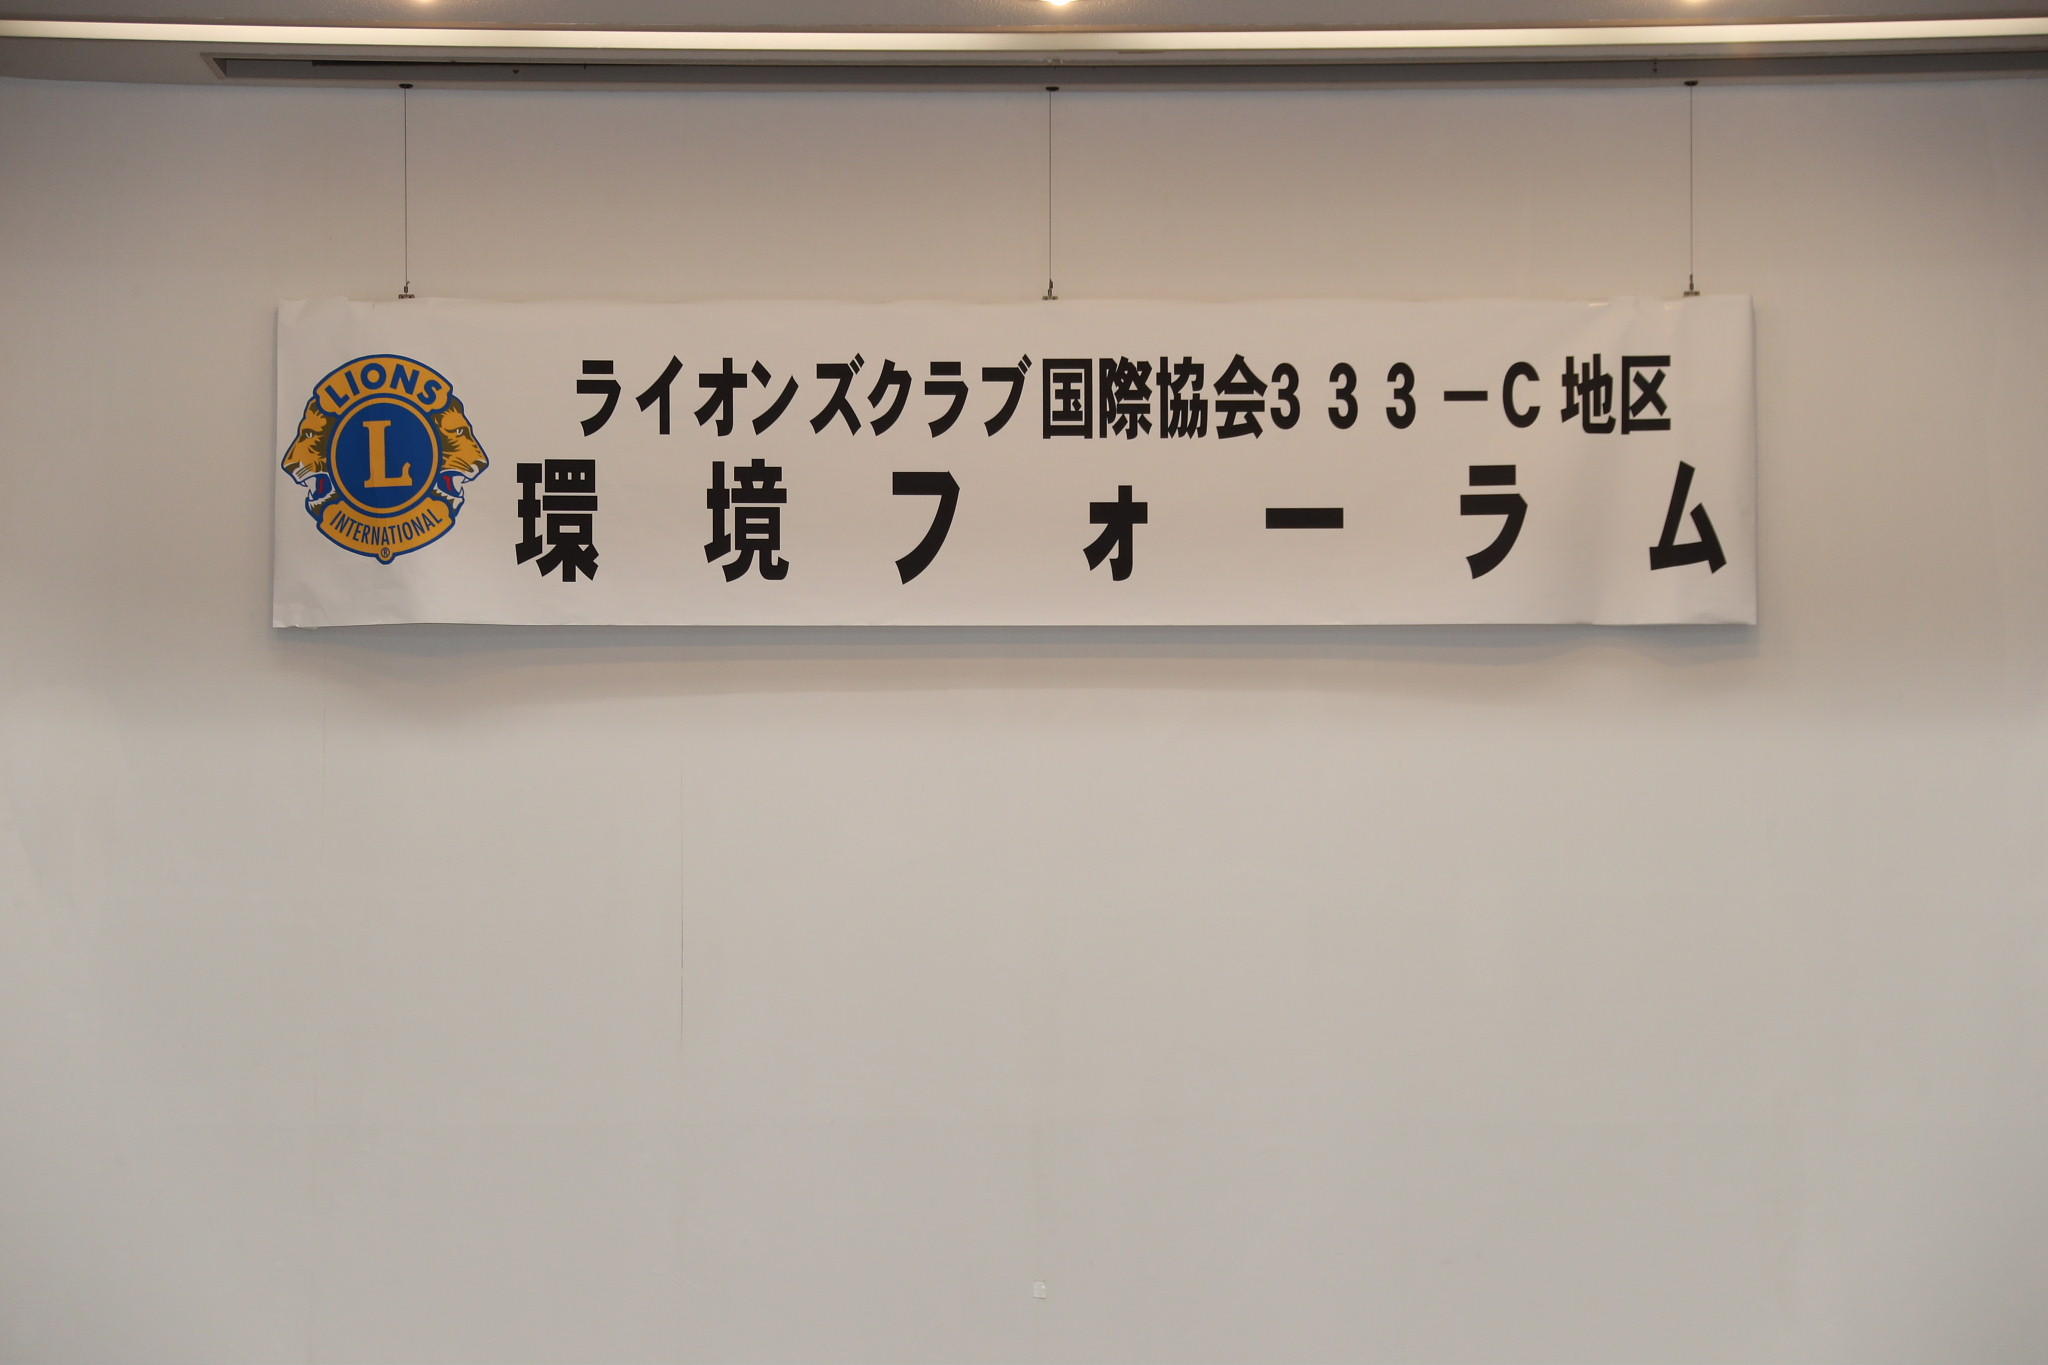 LIONS
L
INTERNATIONAL
®
ライオンズクラブ国際協会３３３－Ｃ地区
環境フォーラム